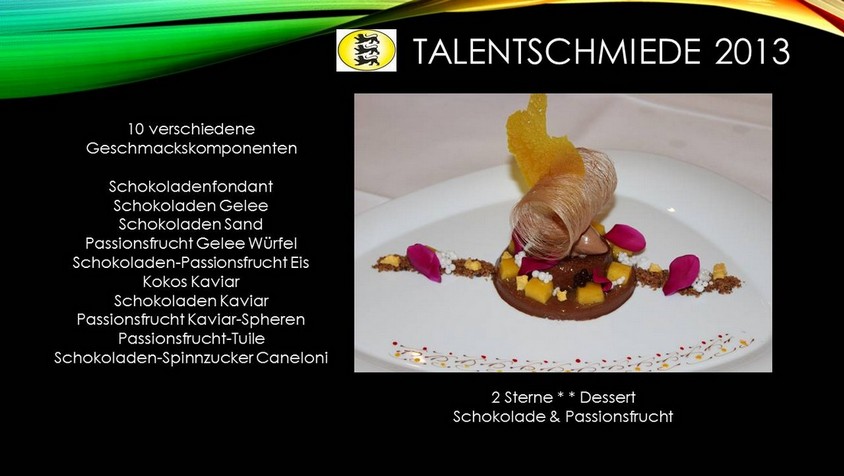 TALENTSCHMIEDE 2013
10 verschiedene
Geschmackskomponenten
Schokoladenfondant
Schokoladen Gelee
Schokoladen Sand
Passionsfrucht Gelee Würfel
Schokoladen-Passionsfrucht Eis
Kokos Kaviar
Schokoladen Kaviar
Passionsfrucht Kaviar-Spheren
Passionsfrucht-Tuile
Schokoladen-Spinnzucker Caneloni
2 Sterne * * Dessert
Schokolade & Passionsfrucht